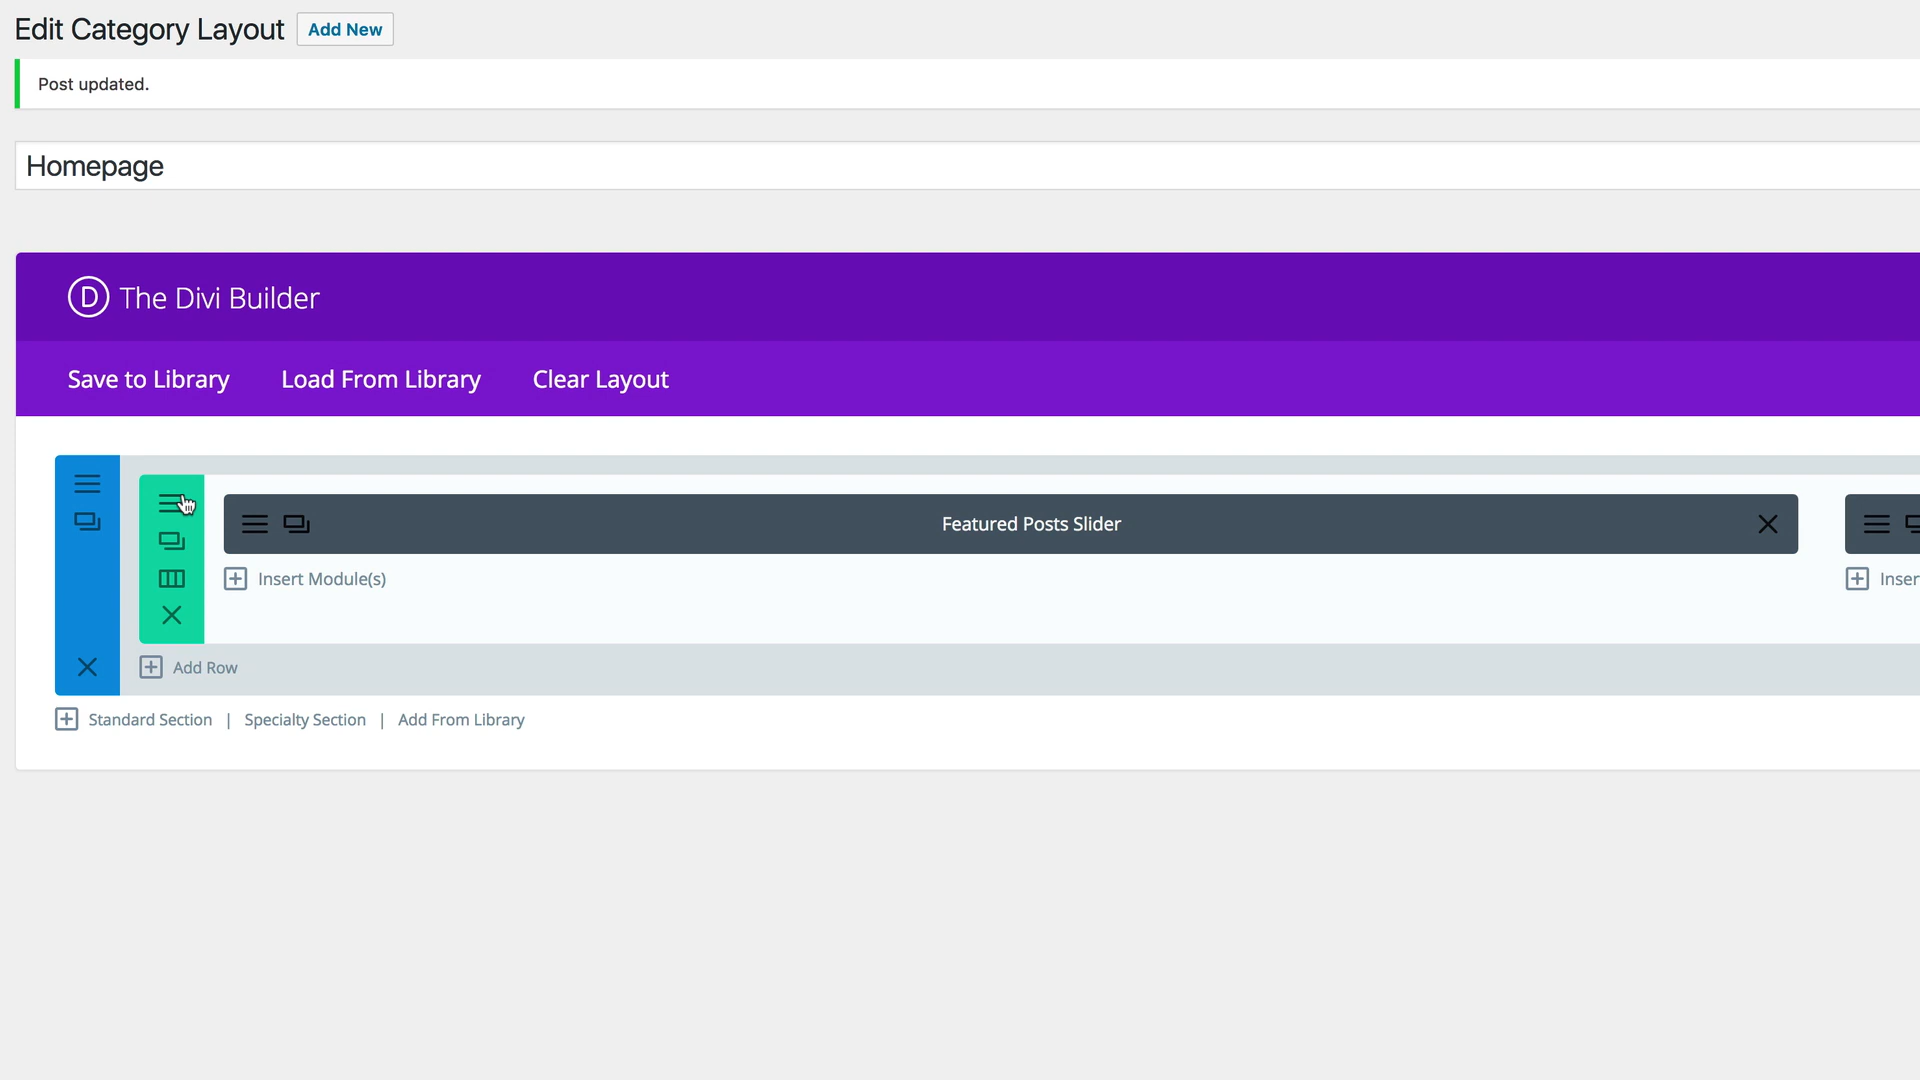 Edit Category Layout Add New
Post updated.
Homepage
D The Divi Builder
Save to Library Load From Library Clear Layout
Featured Posts Slider
Insert Module(s) Inser
Add Row
Standard Section | Specialty Section | Add From Library